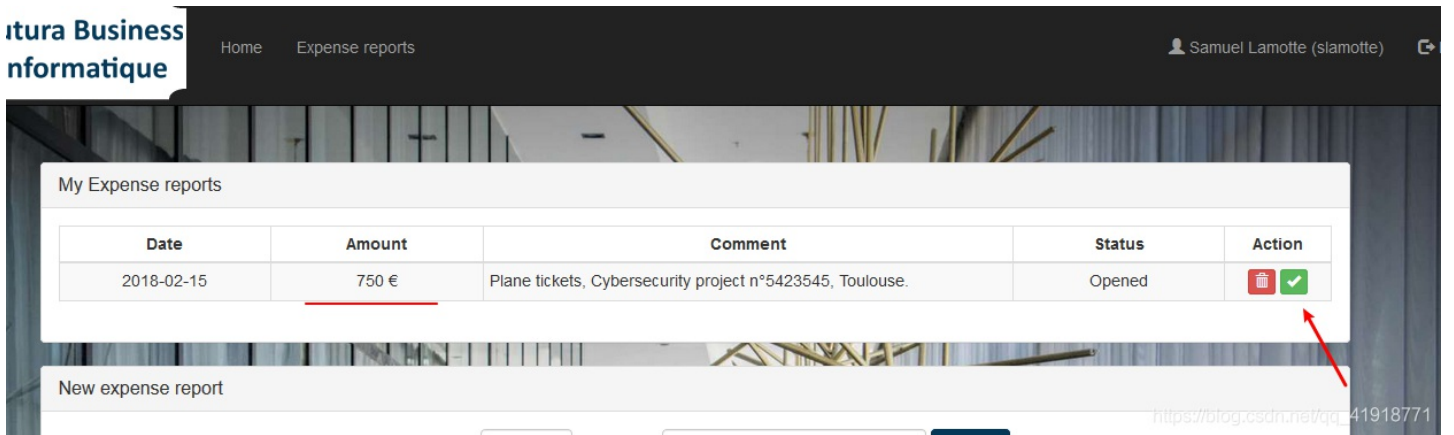 utura Business
nformatique
Home
Expense reports
Samuel Lamotte (slamotte)
My Expense reports
Date Amount Comment Status Action
2018-02-15 750 € Plane tickets, Cybersecurity project n°5423545, Toulouse. Opened
New expense report
https://blog.csdn.net/qq_41918771